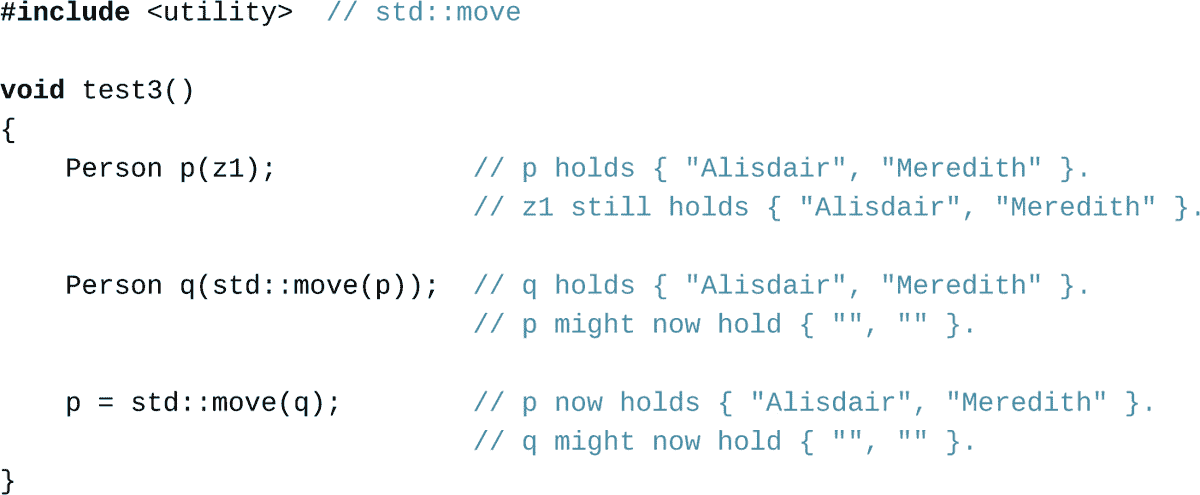 #include <utility>  // std::move
void test3()
{
    Person p(z1);            // p holds { "Alisdair", "Meredith" }.
                             // z1 still holds { "Alisdair", "Meredith" }.
    Person q(std::move(p));  // q holds { "Alisdair", "Meredith" }.
                             // p might now hold { "", "" }.
    p = std::move(q);        // p now holds { "Alisdair", "Meredith" }.
                             // q might now hold { "", "" }.
}